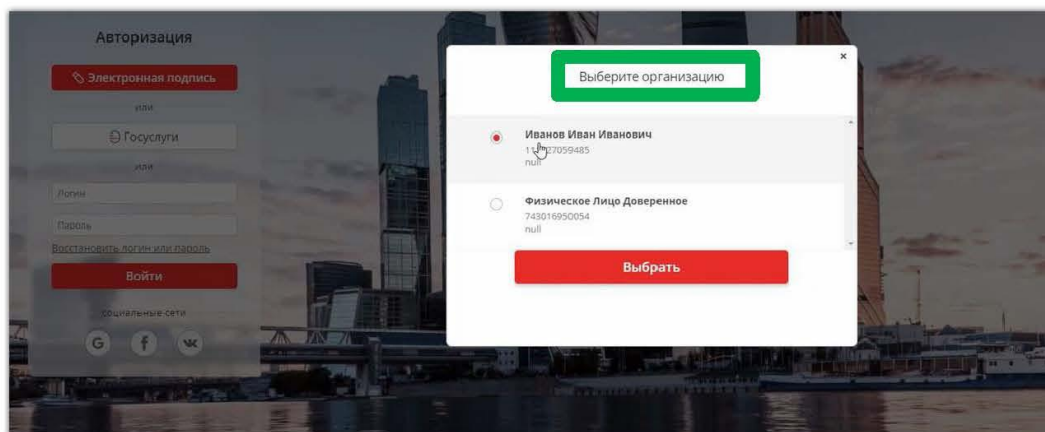 Авторизация
Электронная подпись
или
Госуслуги
или
Логин
Пароль
Восстановить логин или пароль
Войти
социальные сети
G f
Выберите организацию
×
Иванов Иван Иванович
null
Физическое Лицо Доверенное
743016950054
null
Выбрать